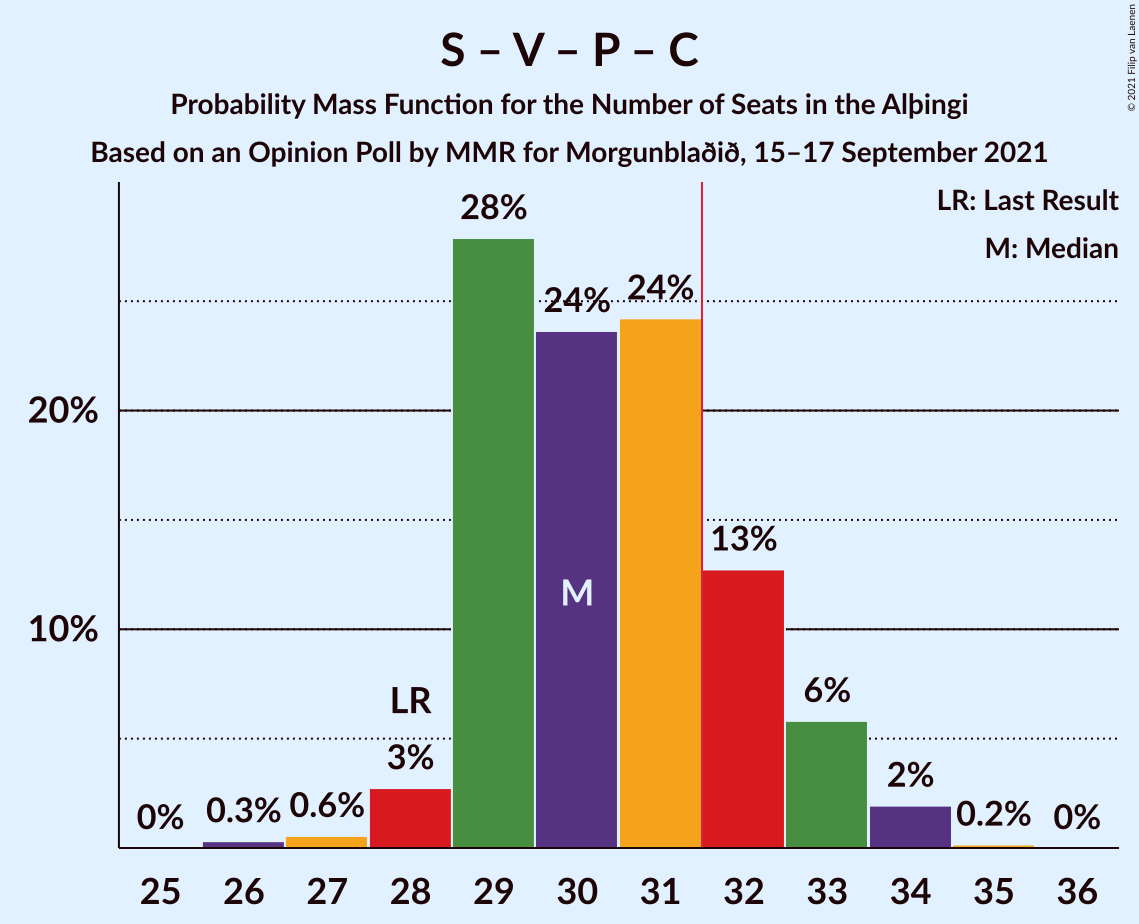 S – V – P – C
Probability Mass Function for the Number of Seats in the Alþingi
Based on an Opinion Poll by MMR for Morgunblaðið, 15–17 September 2021
© 2021 Filip van Laenen
LR: Last Result
M: Median
28%
24%
24%
20%
13%
M
10%
LR
6%
3%
2%
0%
0.3%
0.6%
0.2%
0%
25 26 27 28 29 30 31 32 33 34 35 36